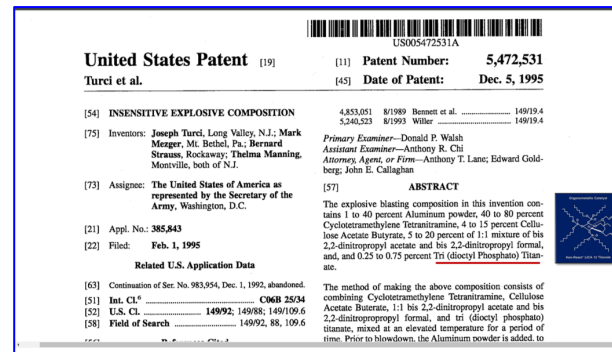 US005472531A
United States Patent [19]
Turci et al.
[11] Patent Number: 5,472,531
[45] Date of Patent: Dec. 5, 1995
[54] INSENSITIVE EXPLOSIVE COMPOSITION
[75] Inventors: Joseph Turci, Long Valley, N.J.; Mark
Mezger, Mt. Bethel, Pa.; Bernard
Strauss, Rockaway; Thelma Manning,
Montville, both of N.J.
[73] Assignee: The United States of America as
represented by the Secretary of the
Army, Washington, D.C.
[21] Appl. No.: 385,843
[22] Filed: Feb. 1, 1995
Related U.S. Application Data
[63] Continuation of Ser. No. 983,954, Dec. 1, 1992, abandoned.
[51] Int. Cl.6 ............ C06B 25/34
[52] U.S. Cl. ............ 149/92; 149/88; 149/109.6
[58] Field of Search ............ 149/92, 88, 109.6
4,853,051 8/1989 Bennett et al. ............ 149/19.4
5,240,523 8/1993 Willer ............ 149/19.4
Primary Examiner—Donald P. Walsh
Assistant Examiner—Anthony R. Chi
Attorney, Agent, or Firm—Anthony T. Lane; Edward Gold-
berg; John E. Callaghan
[57] ABSTRACT
The explosive blasting composition in this invention con-
tains 1 to 40 percent Aluminum powder, 40 to 80 percent
Cyclotetramethylene Tetranitramine, 4 to 15 percent Cellu-
lose Acetate Butyrate, 5 to 20 percent of 1:1 mixture of bis
2,2-dinitropropyl acetate and bis 2,2-dinitropropyl formal,
and, and 0.25 to 0.75 percent Tri (dioctyl Phosphato) Titan-
ate.
The method of making the above composition consists of
combining Cyclotetramethylene Tetranitramine, Cellulose
Acetate Buterate, 1:1 bis 2,2-dinitropropyl acetate and bis
2,2-dinitropropyl formal, and tri (dioctyl phosphato)
titanate, mixed at an elevated temperature for a period of
time. Prior to blowdown, the Aluminum powder is added. to